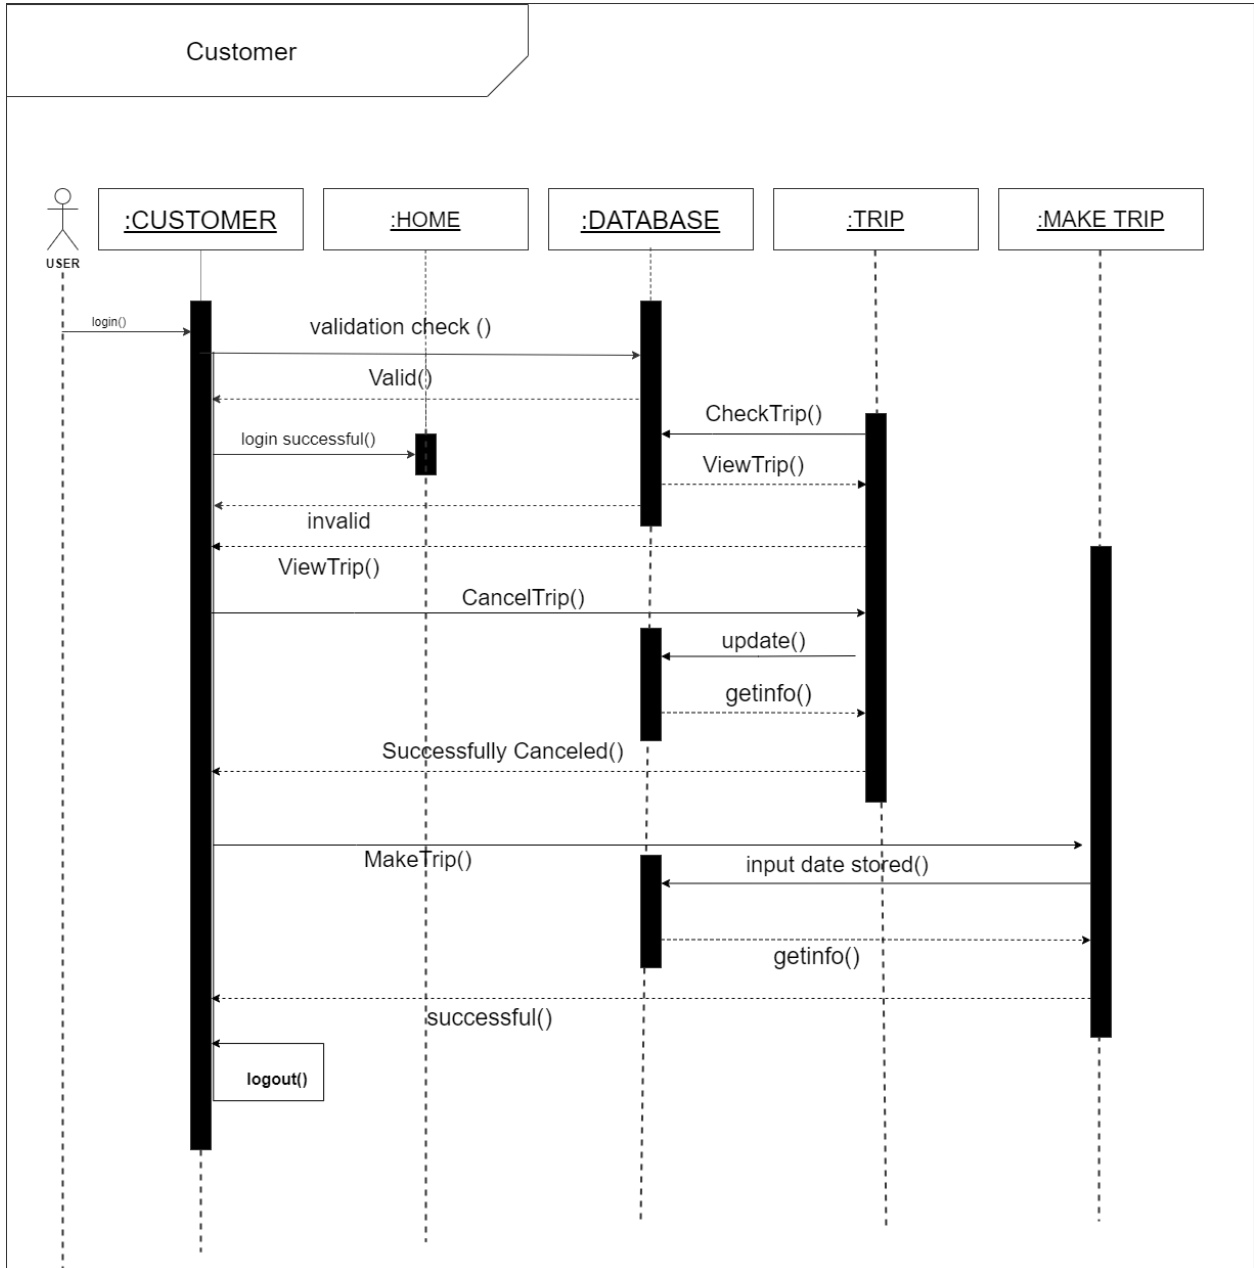 Customer
:CUSTOMER
:HOME
:DATABASE
:TRIP
:MAKE TRIP
USER
login()
validation check ()
Valid()
CheckTrip()
login successful()
ViewTrip()
invalid
ViewTrip()
CancelTrip()
update()
getinfo()
Successfully Canceled()
MakeTrip()
input date stored()
getinfo()
successful()
logout()